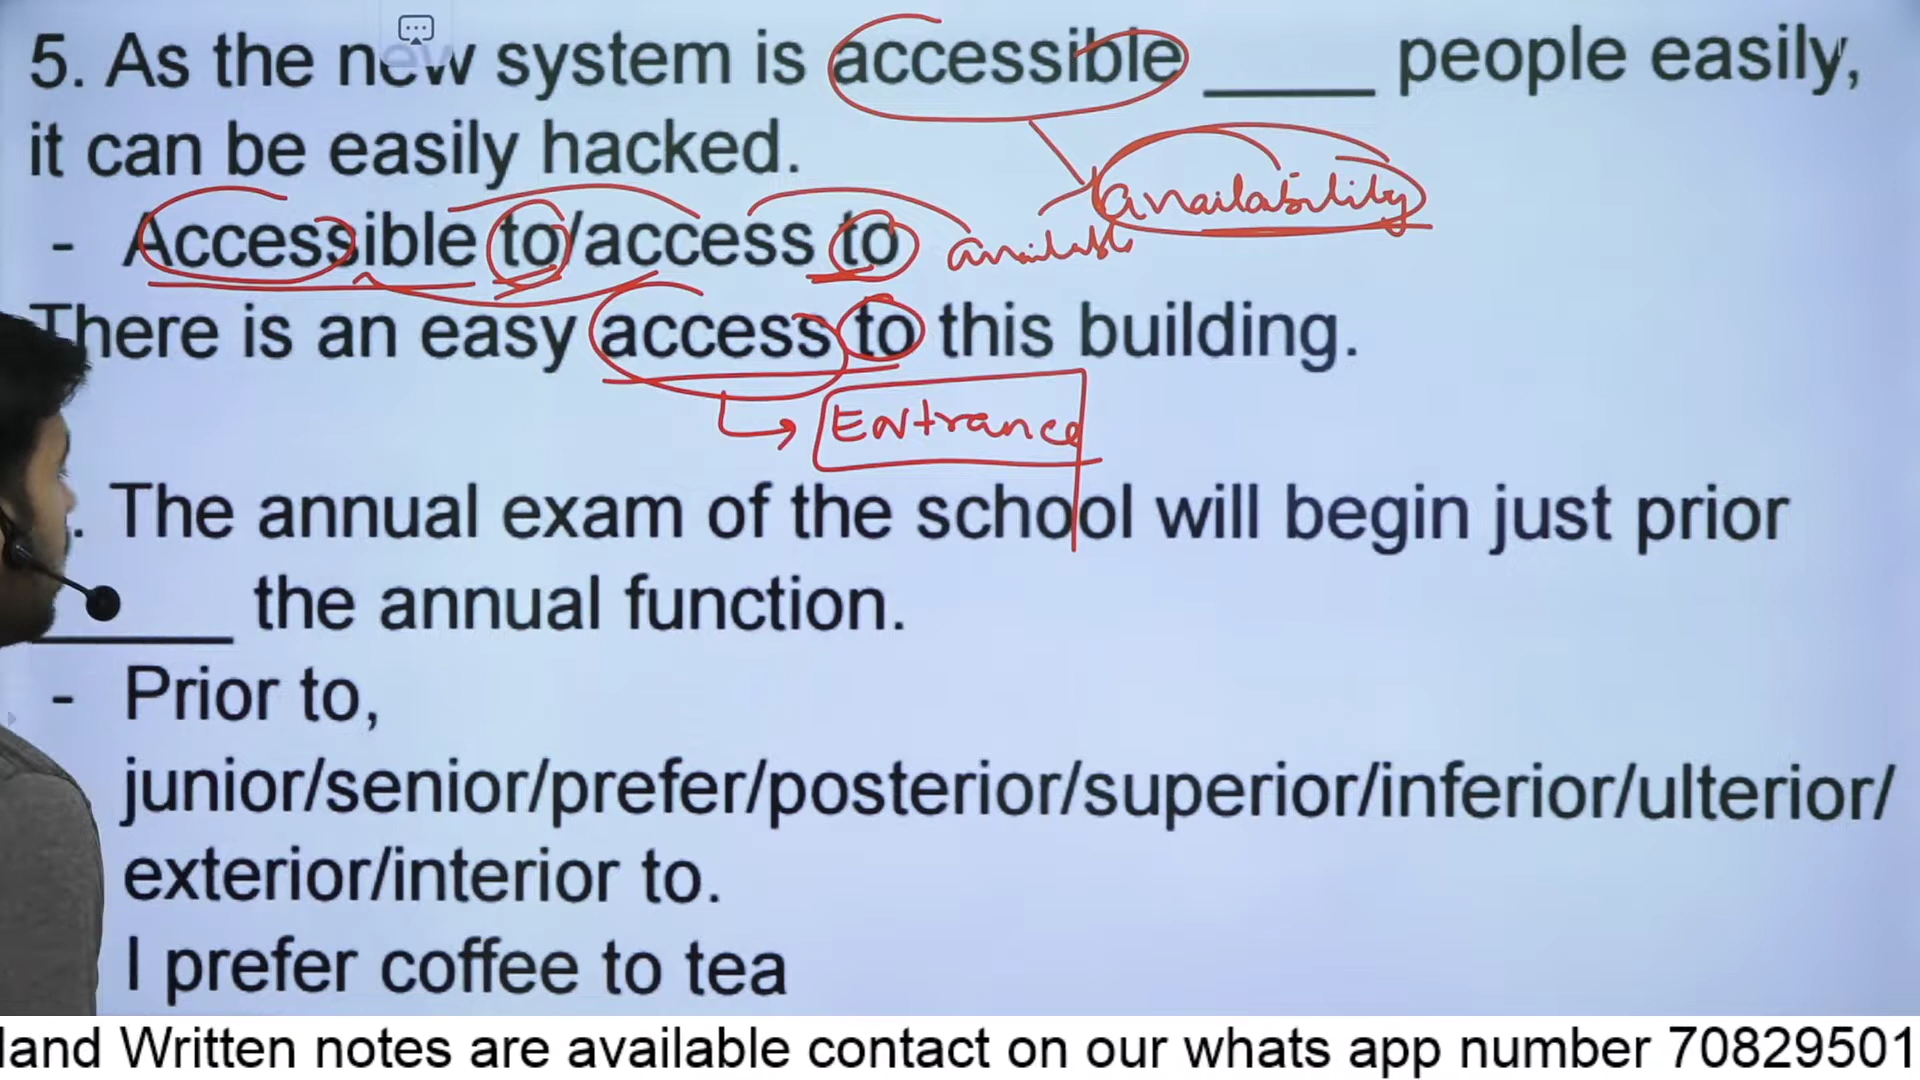 5. As the new system is accessible _____ people easily,
it can be easily hacked.
availability
- Accessible to/access to available
There is an easy access to this building.
Entrance
. The annual exam of the school will begin just prior
_____ the annual function.
- Prior to,
junior/senior/prefer/posterior/superior/inferior/ulterior/
exterior/interior to.
I prefer coffee to tea
land Written notes are available contact on our whats app number 70829501